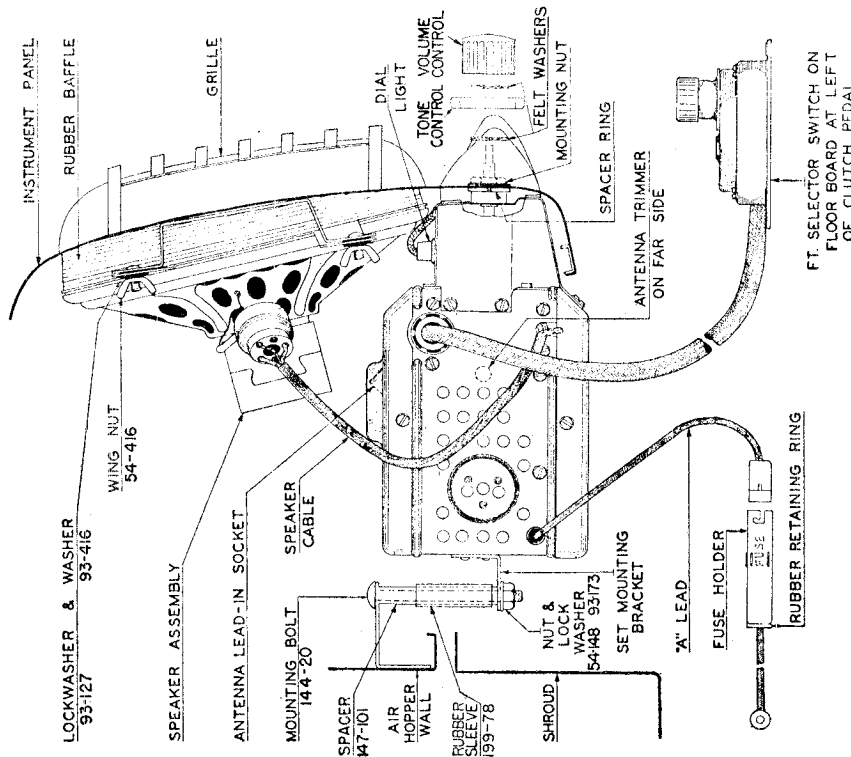 INSTRUMENT PANEL
RUBBER BAFFLE
GRILLE
DIAL
LIGHT
TONE VOLUME
CONTROL CONTROL
FELT WASHERS
MOUNTING NUT
SPACER RING
ANTENNA TRIMMER
ON FAR SIDE
FT. SELECTOR SWITCH ON
FLOOR BOARD AT LEFT
OF CLUTCH PEDAL
LOCKWASHER & WASHER
93-127 93-416
WING NUT
54-416
SPEAKER ASSEMBLY
ANTENNA LEAD-IN SOCKET
SPEAKER
CABLE
MOUNTING BOLT
144-20
SPACER
147-101
AIR
HOPPER
WALL
RUBBER
SLEEVE
199-78
SHROUD
NUT &
LOCK
WASHER
54-148 93-173
SET MOUNTING
BRACKET
"A" LEAD
FUSE HOLDER
FUSE
RUBBER RETAINING RING